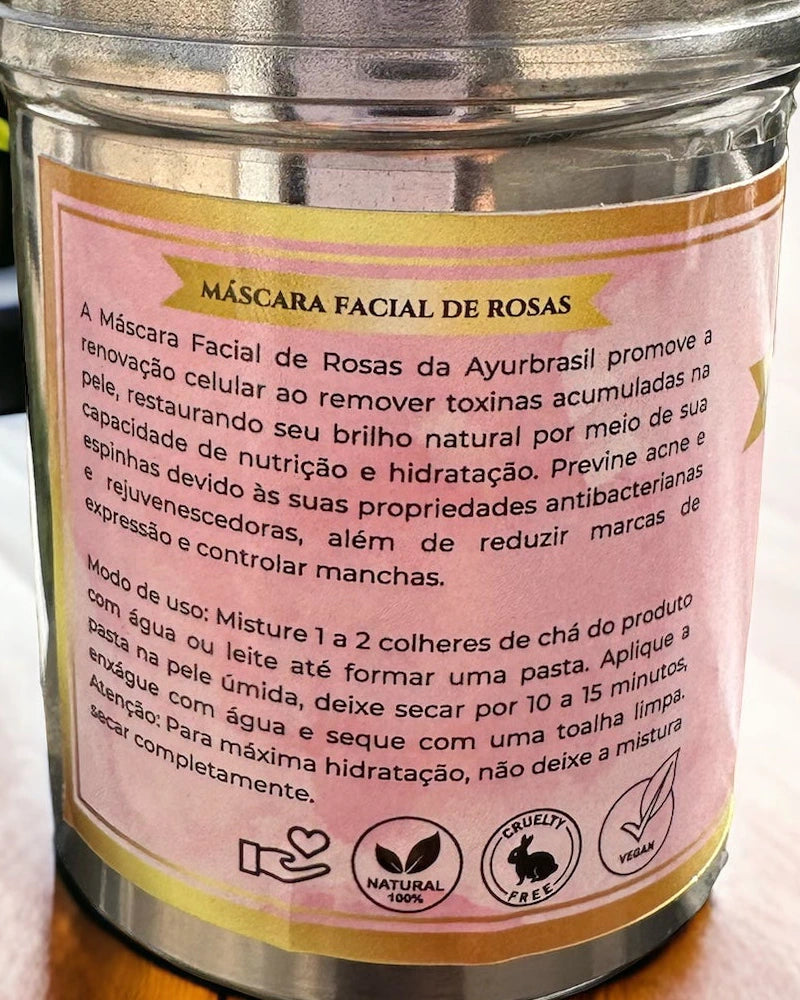 MÁSCARA FACIAL DE ROSAS
A Máscara Facial de Rosas da Ayurbrasil promove a
renovação celular ao remover toxinas acumuladas na
pele, restaurando seu brilho natural por meio de sua
capacidade de nutrição e hidratação. Previne acne e
espinhas devido às suas propriedades antibacterianas
e rejuvenescedoras, além de reduzir marcas de
expressão e controlar manchas.
Modo de uso: Misture 1 a 2 colheres de chá do produto
com água ou leite até formar uma pasta. Aplique a
pasta na pele úmida, deixe secar por 10 a 15 minutos,
enxágue com água e seque com uma toalha limpa.
Atenção: Para máxima hidratação, não deixe a mistura
secar completamente.
NATURAL
100%
CRUELTY
FREE
VEGAN